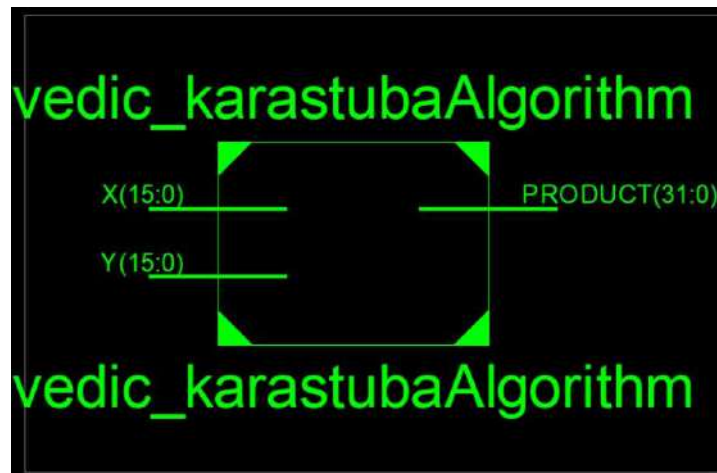 vedic_karastubaAlgorithm
X(15:0)
PRODUCT(31:0)
Y(15:0)
vedic_karastubaAlgorithm